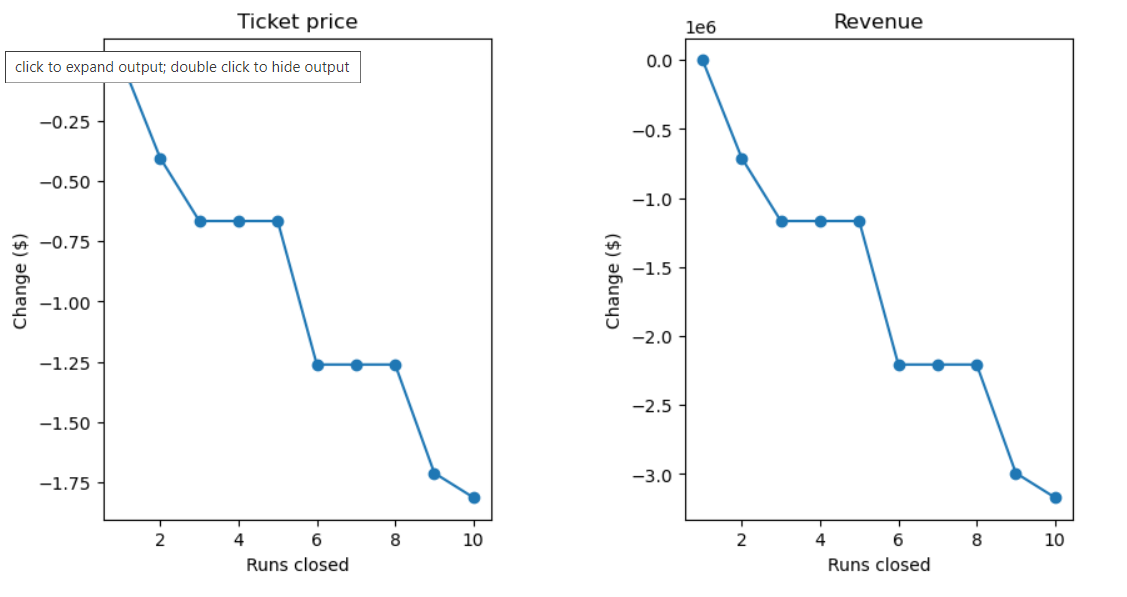 Ticket price
click to expand output; double click to hide output
−0.25
−0.50
−0.75
−1.00
−1.25
−1.50
−1.75
Change ($)
2 4 6 8 10
Runs closed
Revenue
1e6
0.0
−0.5
−1.0
−1.5
−2.0
−2.5
−3.0
Change ($)
2 4 6 8 10
Runs closed